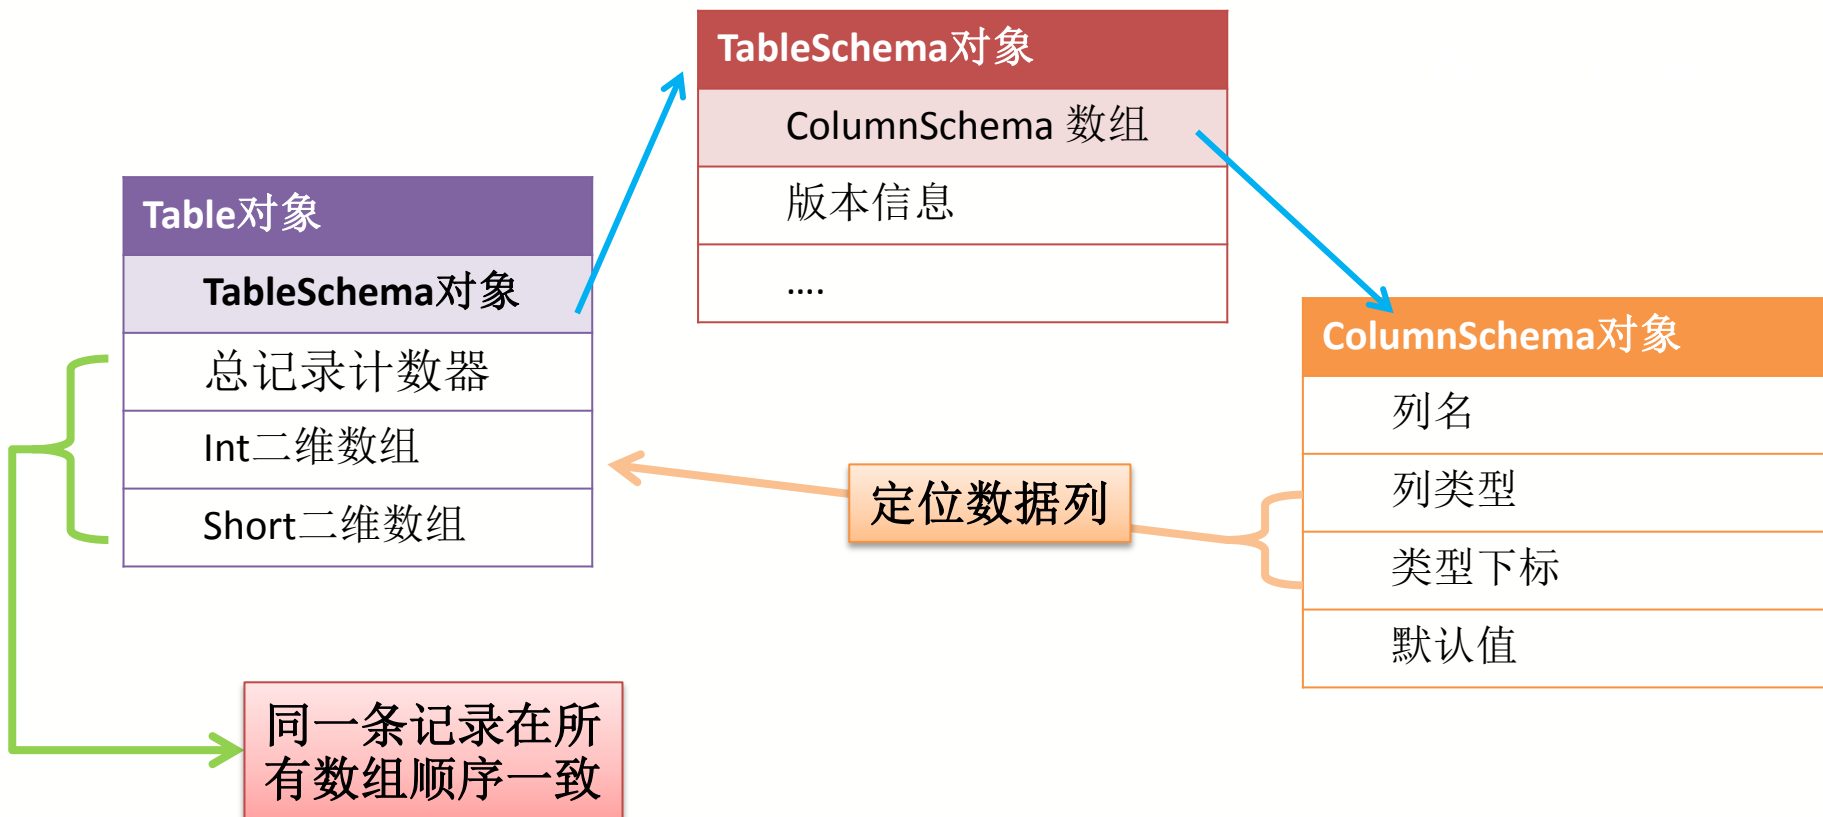 TableSchema对象
ColumnSchema 数组
版本信息
....
Table对象
TableSchema对象
总记录计数器
Int二维数组
Short二维数组
ColumnSchema对象
列名
列类型
类型下标
默认值
定位数据列
同一条记录在所
有数组顺序一致